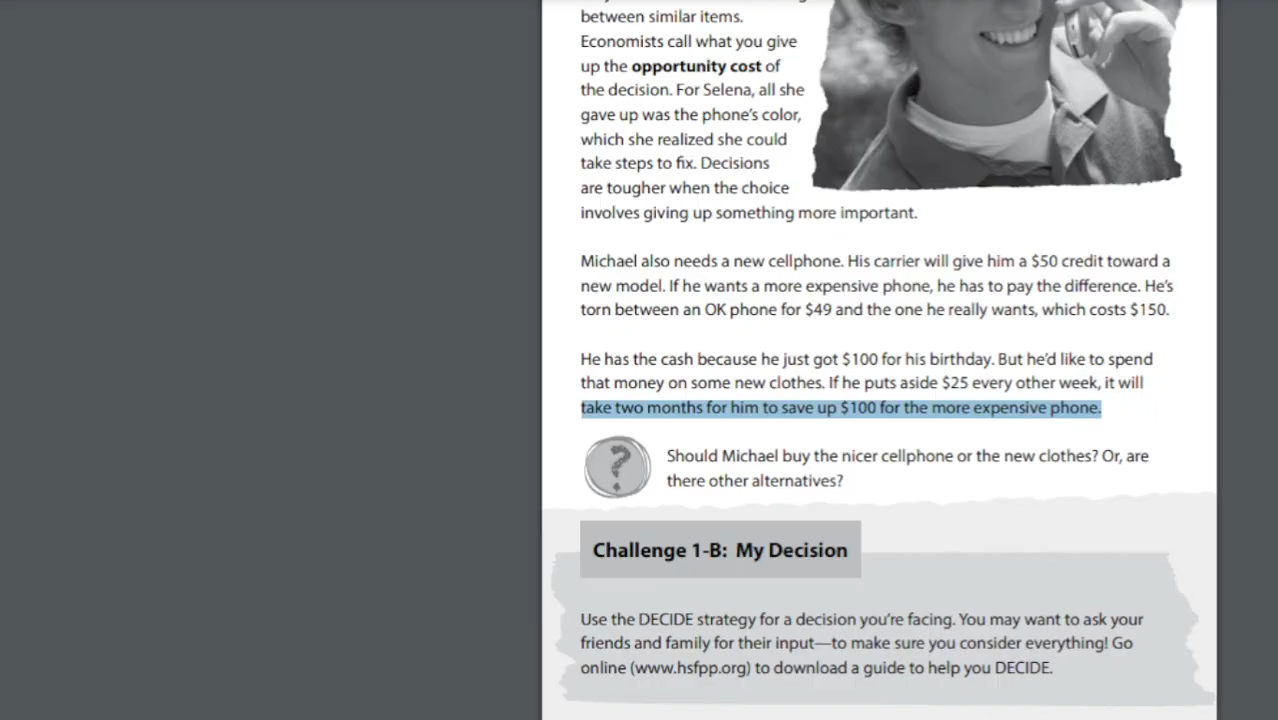 between similar items.
Economists call what you give
up the opportunity cost of
the decision. For Selena, all she
gave up was the phone's color,
which she realized she could
take steps to fix. Decisions
are tougher when the choice
involves giving up something more important.
Michael also needs a new cellphone. His carrier will give him a $50 credit toward a
new model. If he wants a more expensive phone, he has to pay the difference. He's
torn between an OK phone for $49 and the one he really wants, which costs $150.
He has the cash because he just got $100 for his birthday. But he'd like to spend
that money on some new clothes. If he puts aside $25 every other week, it will
take two months for him to save up $100 for the more expensive phone.
?
Should Michael buy the nicer cellphone or the new clothes? Or, are
there other alternatives?
Challenge 1-B: My Decision
Use the DECIDE strategy for a decision you're facing. You may want to ask your
friends and family for their input—to make sure you consider everything! Go
online (www.hsfpp.org) to download a guide to help you DECIDE.